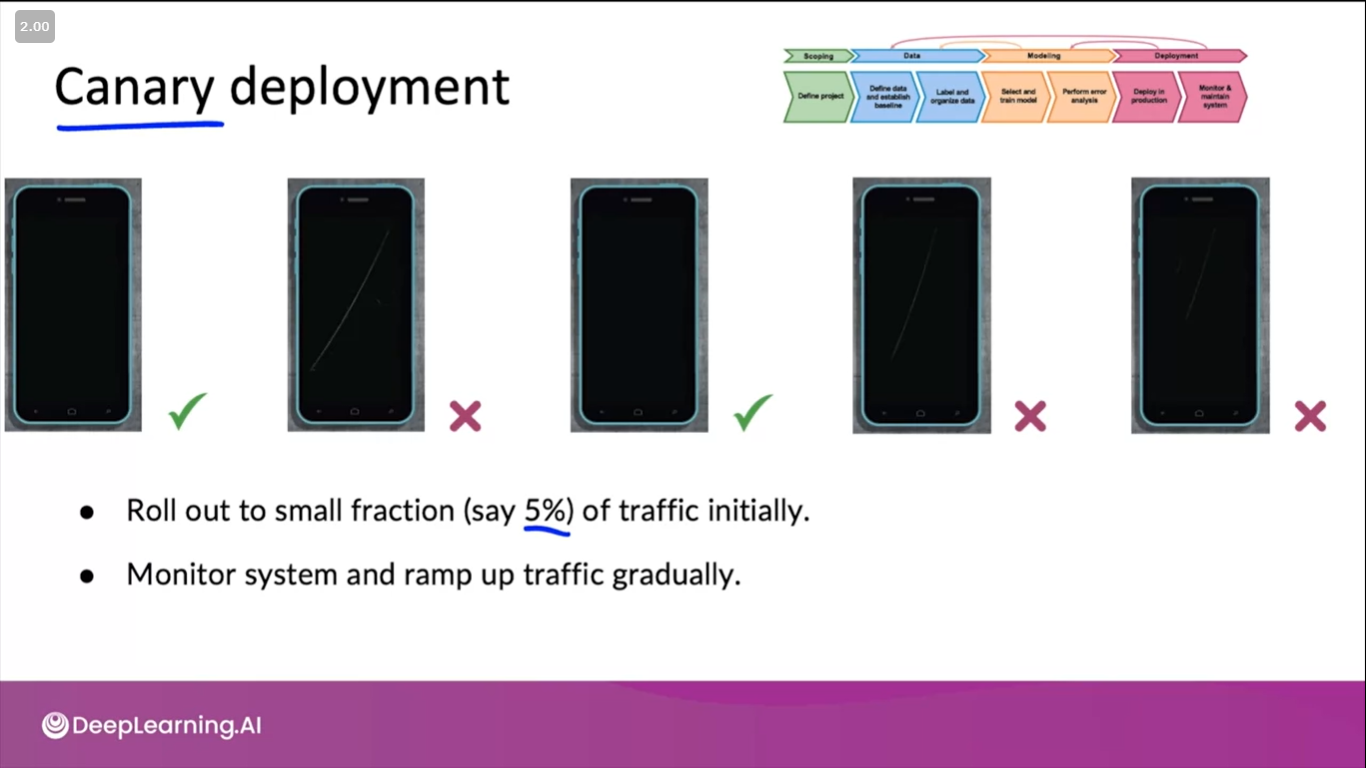 2.00
Canary deployment
Scoping
Data
Modeling
Deployment
Define project
Define data
and establish
baseline
Label and
organize data
Select and
train model
Perform error
analysis
Deploy in
production
Monitor &
maintain
system
● Roll out to small fraction (say 5%) of traffic initially.
● Monitor system and ramp up traffic gradually.
DeepLearning.AI